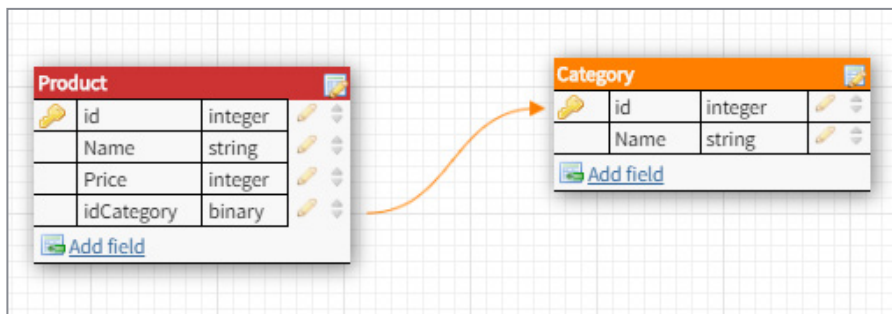 Product
id integer
Name string
Price integer
idCategory binary
Add field
Category
id integer
Name string
Add field